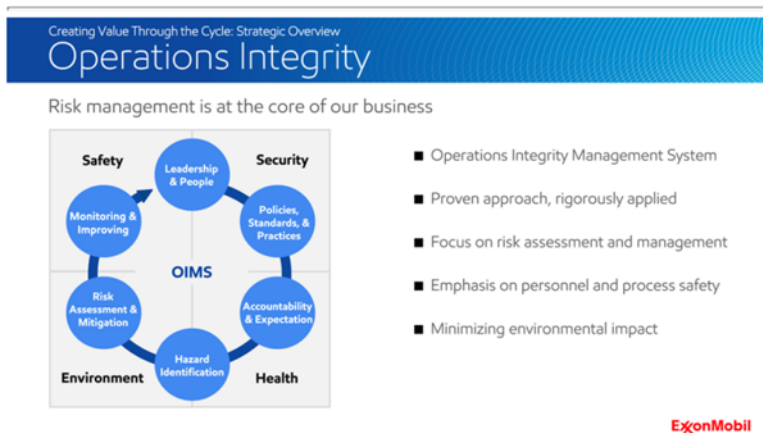 Creating Value Through the Cycle: Strategic Overview
Operations Integrity
Risk management is at the core of our business
Safety
Security
Leadership
& People
Policies,
Standards, &
Practices
Accountability
& Expectation
Hazard
Identification
Risk
Assessment &
Mitigation
Monitoring &
Improving
OIMS
Environment
Health
■ Operations Integrity Management System
■ Proven approach, rigorously applied
■ Focus on risk assessment and management
■ Emphasis on personnel and process safety
■ Minimizing environmental impact
ExxonMobil